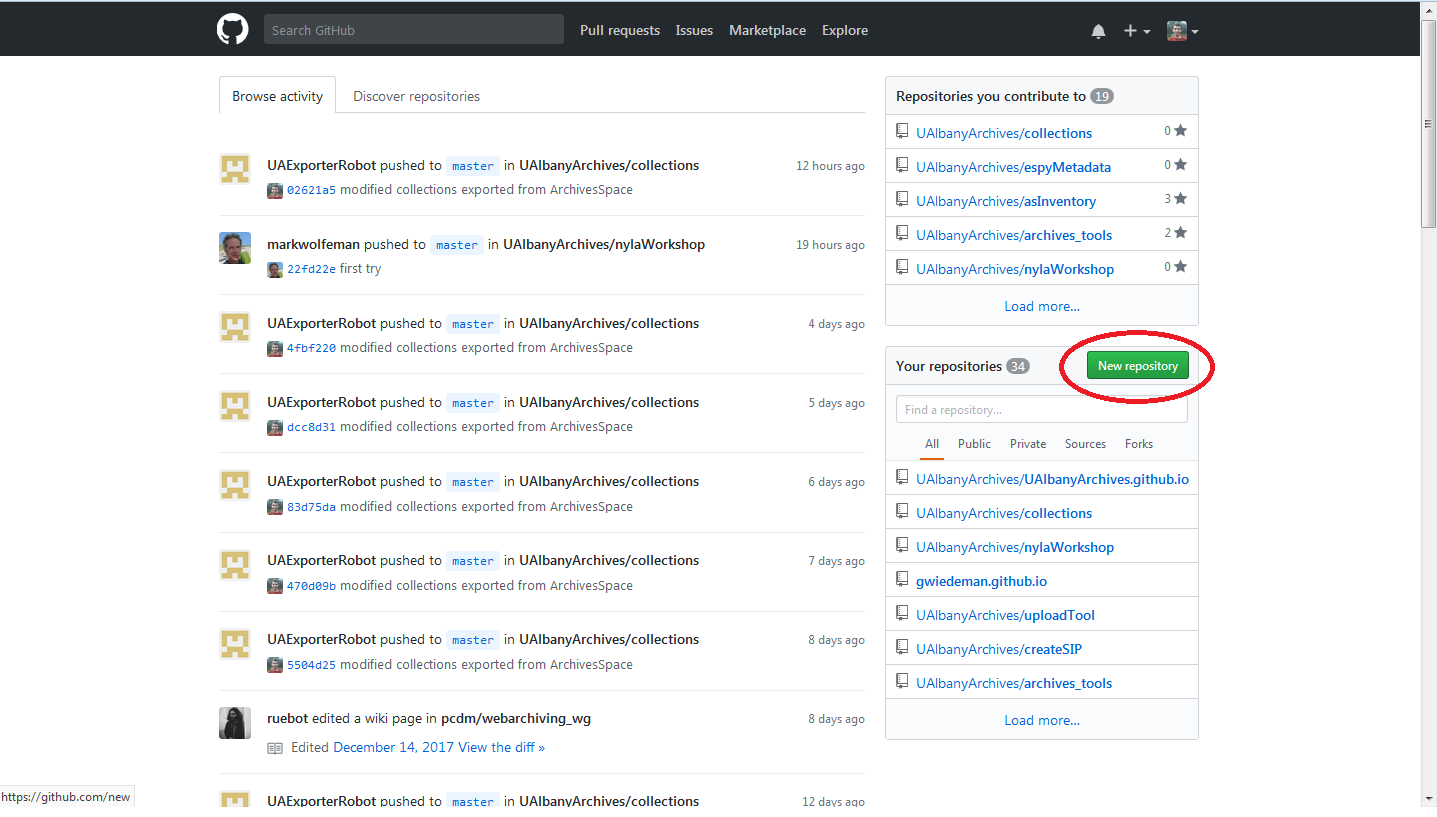 Search GitHub Pull requests Issues Marketplace Explore
Browse activity Discover repositories
UAExporterRobot pushed to master in UAlbanyArchives/collections 12 hours ago
02621a5 modified collections exported from ArchivesSpace
markwolfeman pushed to master in UAlbanyArchives/nylaWorkshop 19 hours ago
22fd22e first try
UAExporterRobot pushed to master in UAlbanyArchives/collections 4 days ago
4fbf220 modified collections exported from ArchivesSpace
UAExporterRobot pushed to master in UAlbanyArchives/collections 5 days ago
dcc8d31 modified collections exported from ArchivesSpace
UAExporterRobot pushed to master in UAlbanyArchives/collections 6 days ago
83d75da modified collections exported from ArchivesSpace
UAExporterRobot pushed to master in UAlbanyArchives/collections 7 days ago
470d09b modified collections exported from ArchivesSpace
UAExporterRobot pushed to master in UAlbanyArchives/collections 8 days ago
5504d25 modified collections exported from ArchivesSpace
ruebot edited a wiki page in pcdm/webarchiving_wg 8 days ago
Edited December 14, 2017 View the diff »
UAExporterRobot pushed to master in UAlbanyArchives/collections 12 days ago
Repositories you contribute to 19
UAlbanyArchives/collections 0
UAlbanyArchives/espyMetadata 0
UAlbanyArchives/asInventory 3
UAlbanyArchives/archives_tools 2
UAlbanyArchives/nylaWorkshop 0
Load more...
Your repositories 34 New repository
Find a repository...
All Public Private Sources Forks
UAlbanyArchives/UAlbanyArchives.github.io
UAlbanyArchives/collections
UAlbanyArchives/nylaWorkshop
gwiedeman.github.io
UAlbanyArchives/uploadTool
UAlbanyArchives/createSIP
UAlbanyArchives/archives_tools
Load more...
https://github.com/new